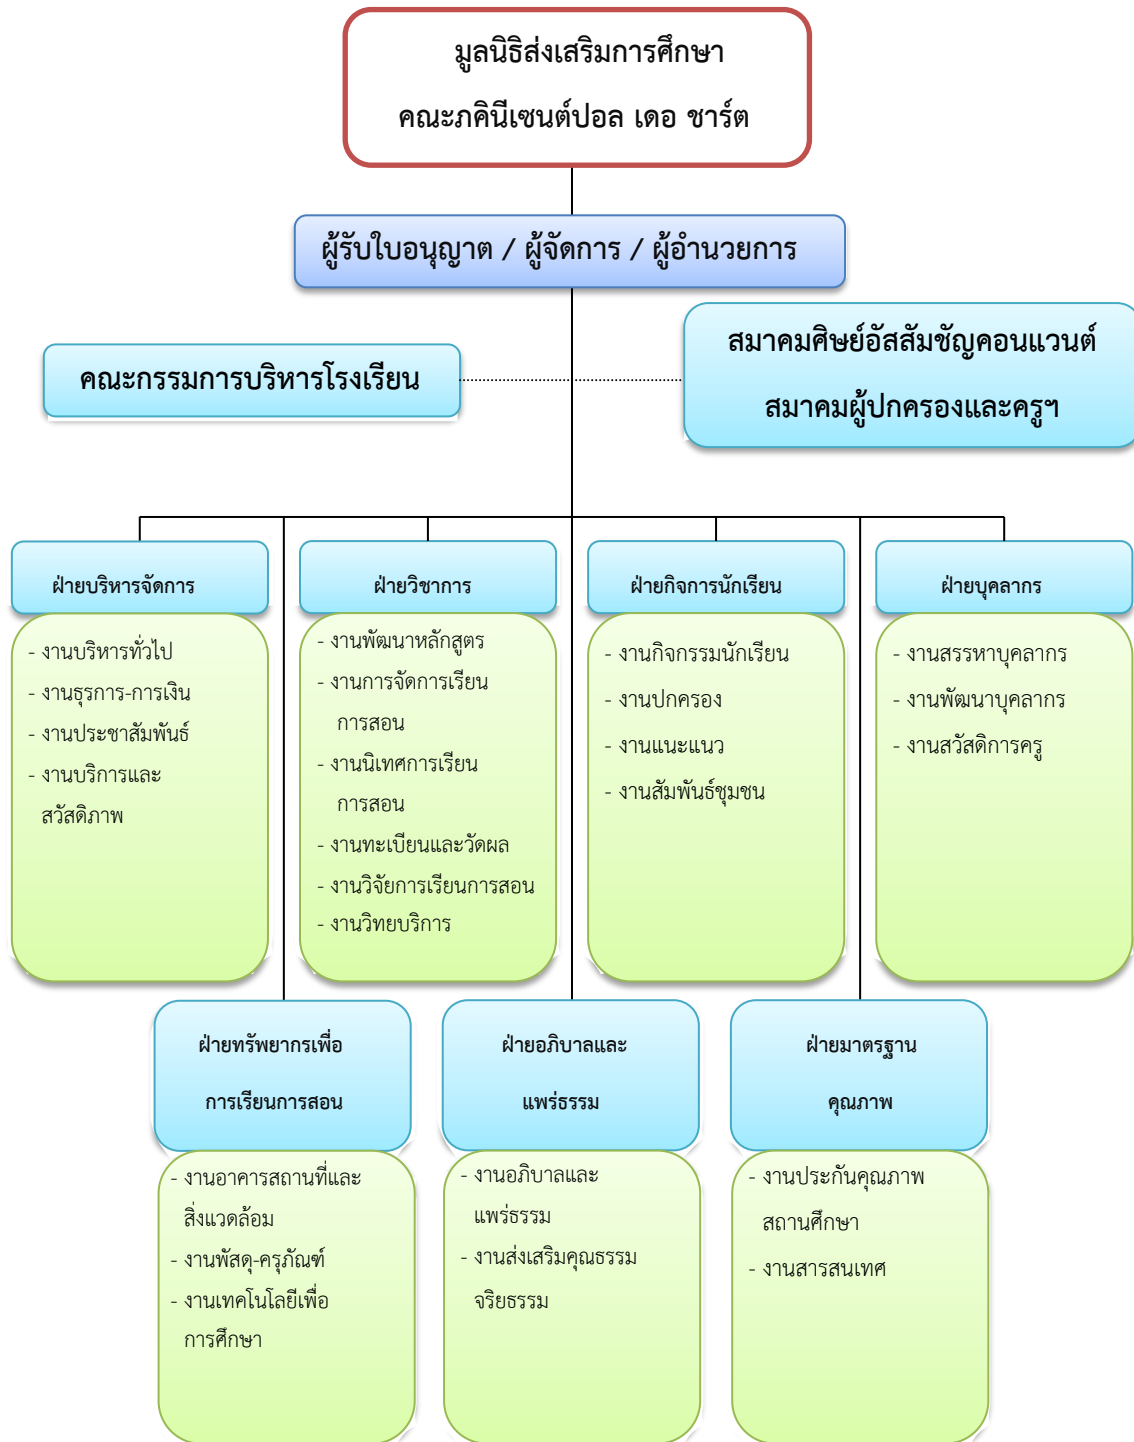 มูลนิธิส่งเสริมการศึกษา
คณะภคินีเซนต์ปอล เดอ ชาร์ต
ผู้รับใบอนุญาต / ผู้จัดการ / ผู้อำนวยการ
คณะกรรมการบริหารโรงเรียน
สมาคมศิษย์อัสสัมชัญคอนแวนต์
สมาคมผู้ปกครองและครูฯ
ฝ่ายบริหารจัดการ
- งานบริหารทั่วไป
- งานธุรการ-การเงิน
- งานประชาสัมพันธ์
- งานบริการและ
สวัสดิภาพ
ฝ่ายวิชาการ
- งานพัฒนาหลักสูตร
- งานการจัดการเรียน
การสอน
- งานนิเทศการเรียน
การสอน
- งานทะเบียนและวัดผล
- งานวิจัยการเรียนการสอน
- งานวิทยบริการ
ฝ่ายกิจการนักเรียน
- งานกิจกรรมนักเรียน
- งานปกครอง
- งานแนะแนว
- งานสัมพันธ์ชุมชน
ฝ่ายบุคลากร
- งานสรรหาบุคลากร
- งานพัฒนาบุคลากร
- งานสวัสดิการครู
ฝ่ายทรัพยากรเพื่อ
การเรียนการสอน
- งานอาคารสถานที่และ
สิ่งแวดล้อม
- งานพัสดุ-ครุภัณฑ์
- งานเทคโนโลยีเพื่อ
การศึกษา
ฝ่ายอภิบาลและ
แพร่ธรรม
- งานอภิบาลและ
แพร่ธรรม
- งานส่งเสริมคุณธรรม
จริยธรรม
ฝ่ายมาตรฐาน
คุณภาพ
- งานประกันคุณภาพ
สถานศึกษา
- งานสารสนเทศ